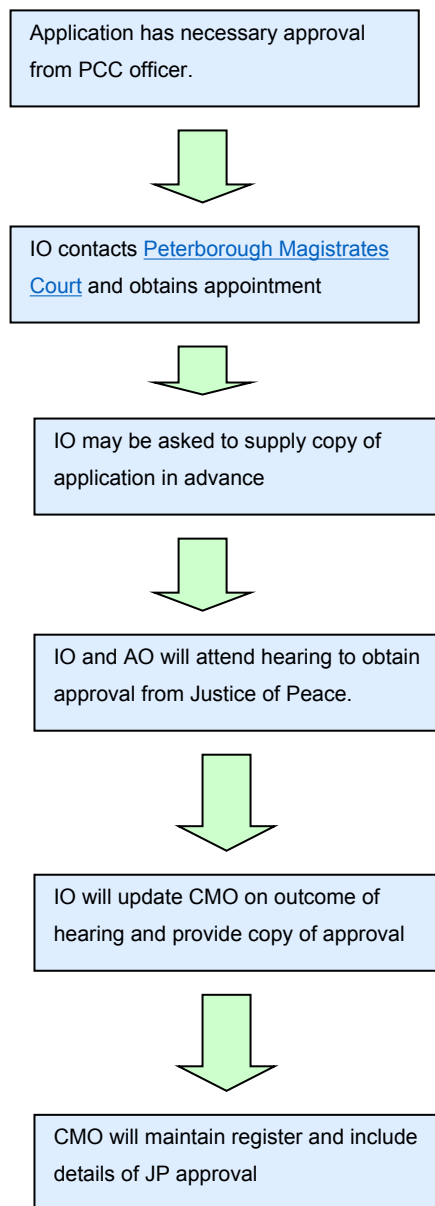 Application has necessary approval
from PCC officer.
IO contacts Peterborough Magistrates
Court and obtains appointment
IO may be asked to supply copy of
application in advance
IO and AO will attend hearing to obtain
approval from Justice of Peace.
IO will update CMO on outcome of
hearing and provide copy of approval
CMO will maintain register and include
details of JP approval